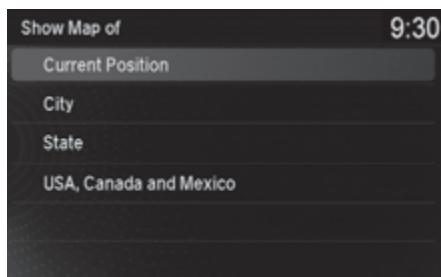 Show Map of 9:30
Current Position
City
State
USA, Canada and Mexico